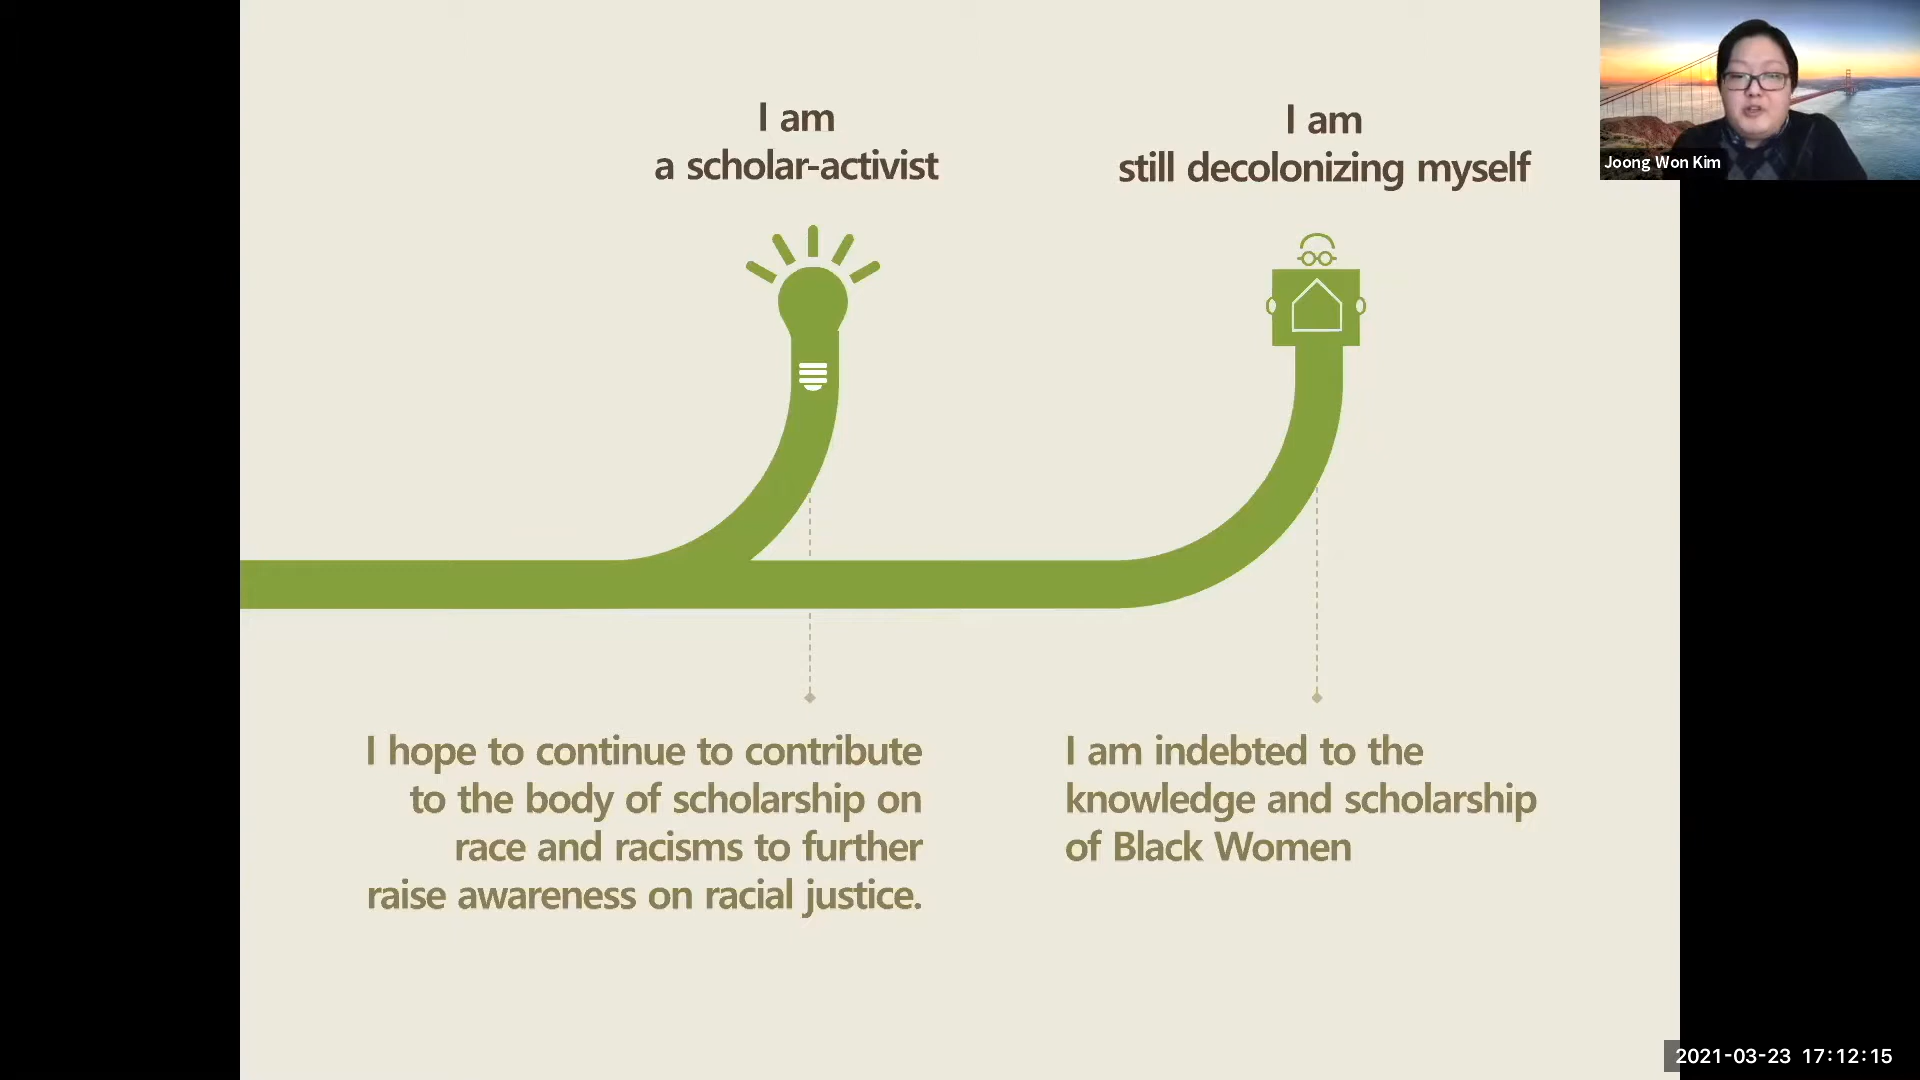 I am
a scholar-activist
I am
still decolonizing myself
Joong Won Kim
I hope to continue to contribute
to the body of scholarship on
race and racisms to further
raise awareness on racial justice.
I am indebted to the
knowledge and scholarship
of Black Women
2021-03-23 17:12:15